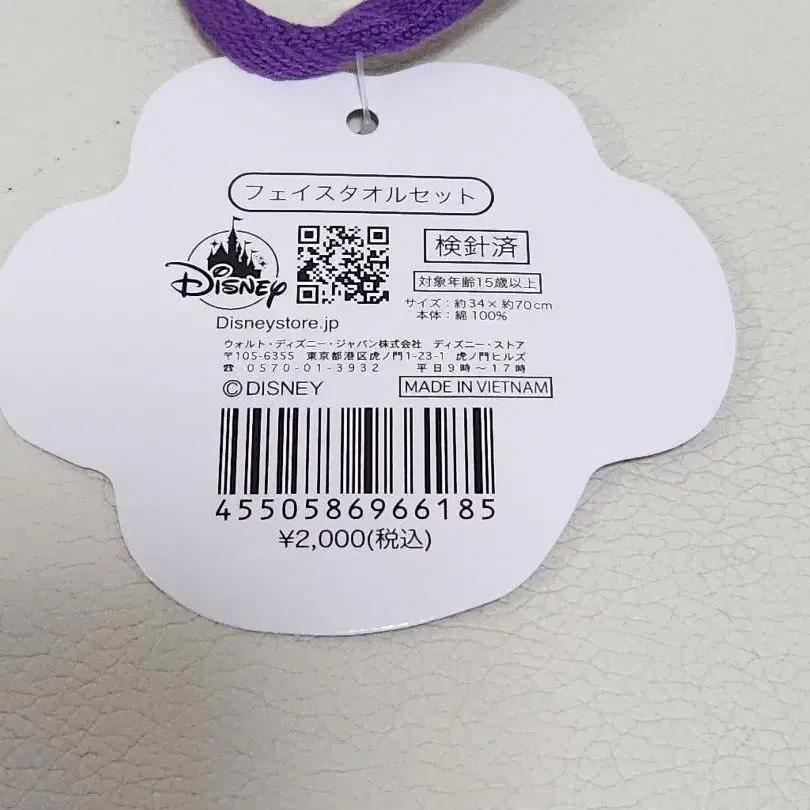 フェイスタオルセット
Disney
検針済
対象年齢15歳以上
サイズ：約34×約70cm
本体：綿100%
Disneystore.jp
ウォルト・ディズニー・ジャパン株式会社 ディズニー・ストア
〒105-6355 東京都港区虎ノ門1-23-1 虎ノ門ヒルズ
☎ 0570-01-3932 平日9時～17時
©DISNEY
MADE IN VIETNAM
4550586966185
¥2,000(税込)